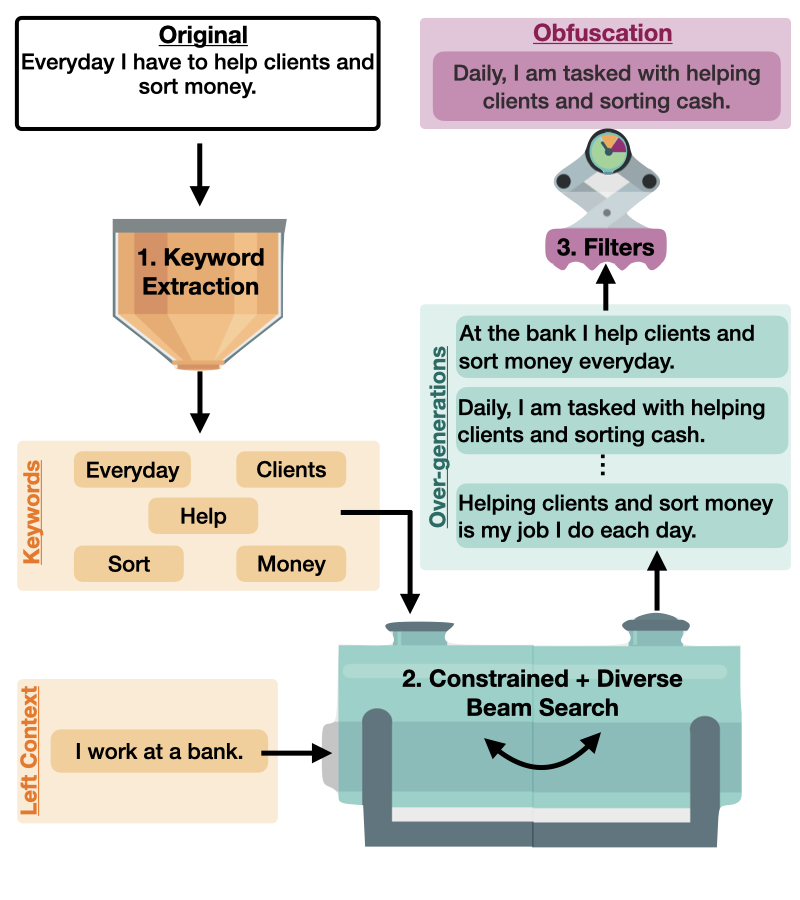 Original
Everyday I have to help clients and
sort money.
1. Keyword
Extraction
Keywords
Everyday
Clients
Help
Sort
Money
Left Context
I work at a bank.
2. Constrained + Diverse
Beam Search
Over-generations
At the bank I help clients and
sort money everyday.
Daily, I am tasked with helping
clients and sorting cash.
...
Helping clients and sort money
is my job I do each day.
3. Filters
Obfuscation
Daily, I am tasked with helping
clients and sorting cash.